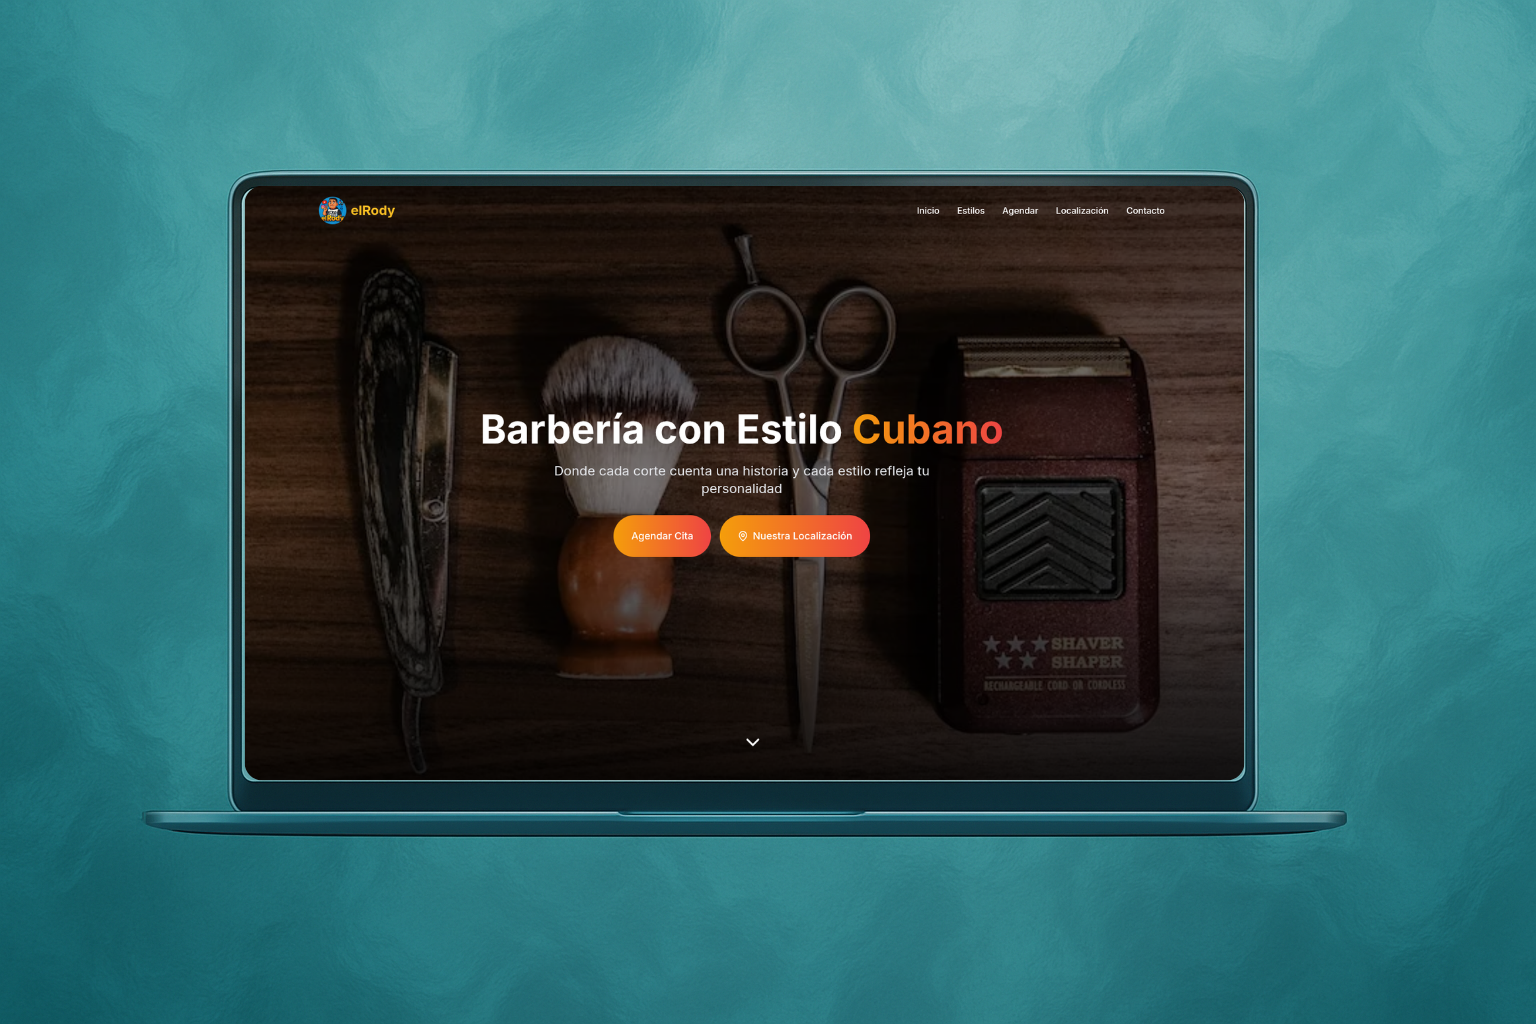 elRody
elRody
Inicio Estilos Agendar Localización Contacto
Barbería con Estilo Cubano
Donde cada corte cuenta una historia y cada estilo refleja tu
personalidad
Agendar Cita
Nuestra Localización
SHAVER
SHAPER
RECHARGEABLE CORD OR CORDLESS